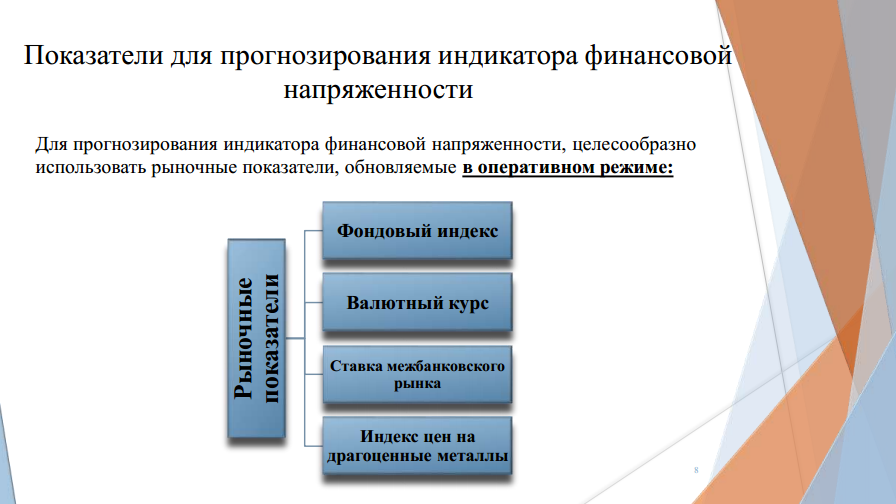 Показатели для прогнозирования индикатора финансовой
напряженности
Для прогнозирования индикатора финансовой напряженности, целесообразно
использовать рыночные показатели, обновляемые в оперативном режиме:
Рыночные
показатели
Фондовый индекс
Валютный курс
Ставка межбанковского
рынка
Индекс цен на
драгоценные металлы
8